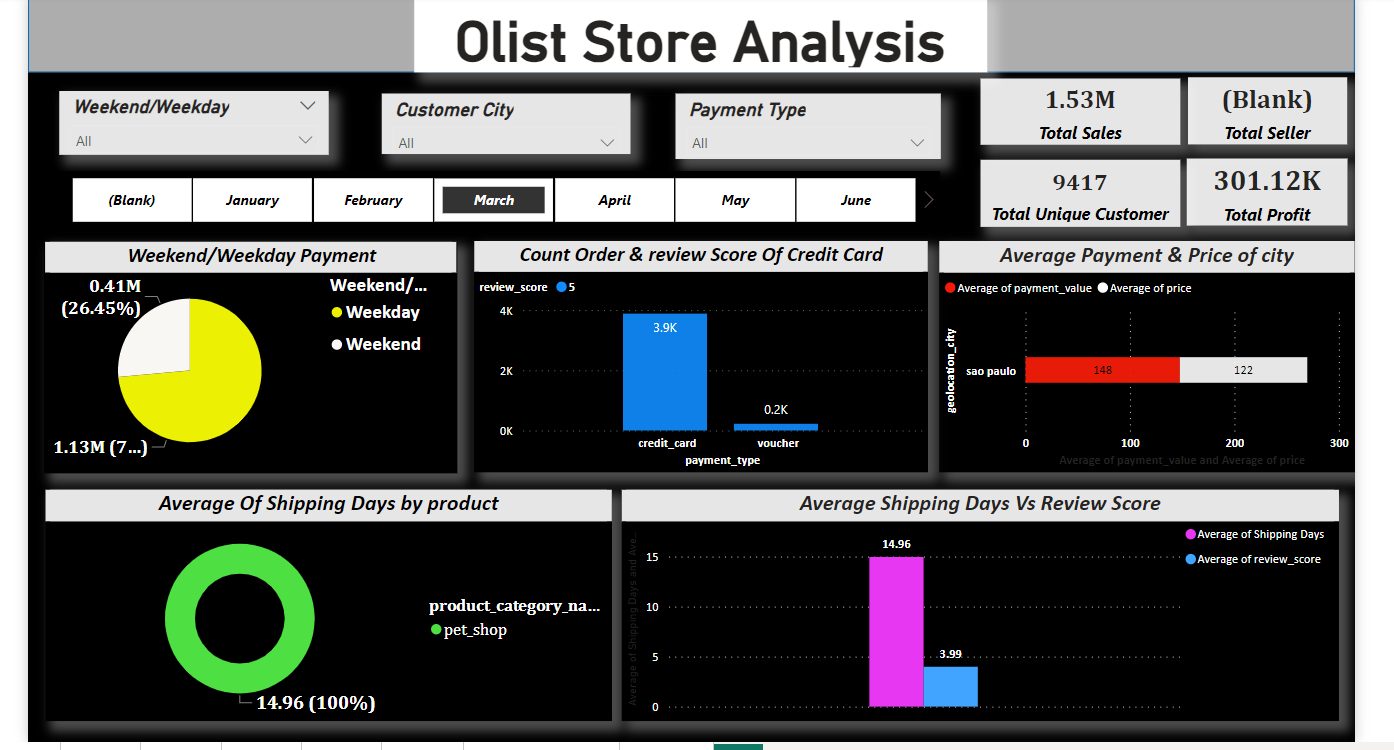 Olist Store Analysis
Weekend/Weekday
All
Customer City
All
Payment Type
All
1.53M
Total Sales
(Blank)
Total Seller
9417
Total Unique Customer
301.12K
Total Profit
(Blank)
January
February
March
April
May
June
Weekend/Weekday Payment
0.41M
(26.45%)
1.13M (7...)
Weekend/...
Weekday
Weekend
Count Order & review Score Of Credit Card
review_score
5
4K
2K
0K
3.9K
0.2K
credit_card
voucher
payment_type
Average Payment & Price of city
Average of payment_value
Average of price
geolocation_city
sao paulo
148
122
0
100
200
300
Average of payment_value and Average of price
Average Of Shipping Days by product
14.96 (100%)
product_category_na...
pet_shop
Average Shipping Days Vs Review Score
Average of Shipping Days
Average of review_score
Average of Shipping Days and Ave...
15
10
5
0
14.96
3.99